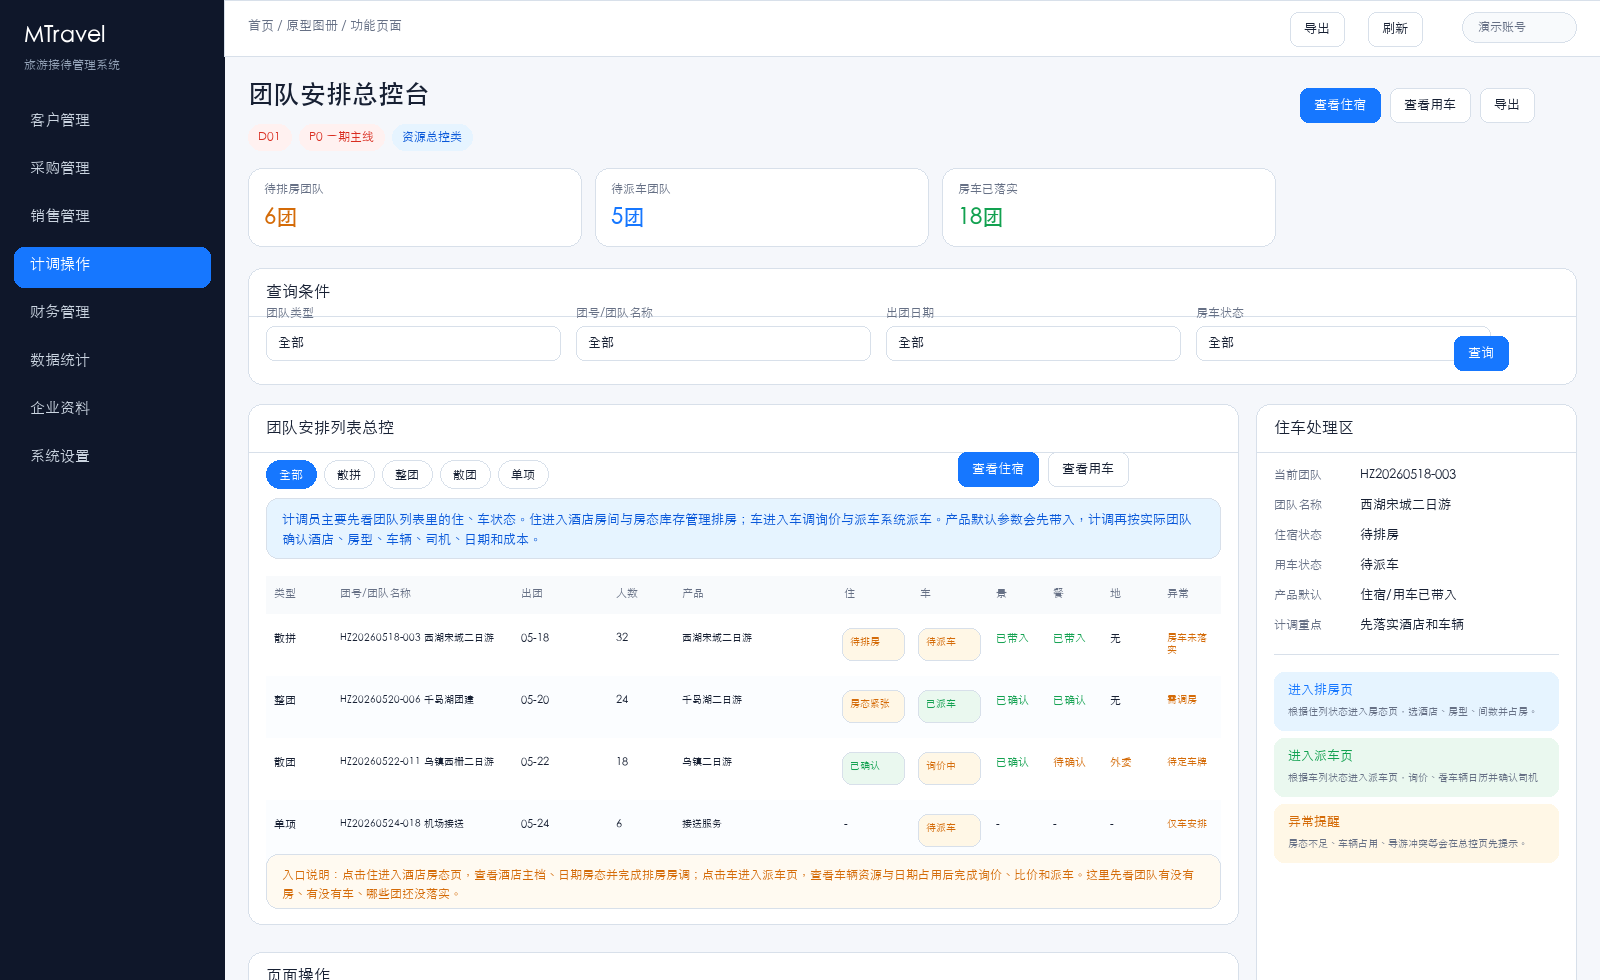 MTravel
旅游接待管理系统
客户管理
采购管理
销售管理
计调操作
财务管理
数据统计
企业资料
系统设置
首页 / 原型图册 / 功能页面
导出
刷新
演示账号
团队安排总控台
D01
P0 一期主线
资源总控类
查看住宿
查看用车
导出
待排房团队
6团
待派车团队
5团
房车已落实
18团
查询条件
团队类型
团号/团队名称
出团日期
房车状态
全部
全部
全部
全部
查询
团队安排列表总控
全部
散拼
整团
散团
单项
查看住宿
查看用车
计调员主要先看团队列表里的住、车状态。住进入酒店房间与房态库存管理排房；车进入车调询价与派车系统派车。产品默认参数会先带入，计调再按实际团队
确认酒店、房型、车辆、司机、日期和成本。
类型 团号/团队名称 出团 人数 产品 住 车 景 餐 地 异常
散拼 HZ20260518-003 西湖宋城二日游 05-18 32 西湖宋城二日游 待排房 待派车 已带入 已带入 无 房车未落
实
整团 HZ20260520-006 千岛湖团建 05-20 24 千岛湖二日游 房态紧张 已派车 已确认 已确认 无 需调房
散团 HZ20260522-011 乌镇西栅二日游 05-22 18 乌镇二日游 已确认 询价中 已确认 待确认 外委 待定车牌
单项 HZ20260524-018 机场接送 05-24 6 接送服务 - 待派车 - - - 仅车安排
入口说明：点击住进入酒店房态页，查看酒店主档、日期房态并完成排房房调；点击车进入派车页，查看车辆资源与日期占用后完成询价、比价和派车。这里先看团队有没有
房、有没有车、哪些团还没落实。
住车处理区
当前团队 HZ20260518-003
团队名称 西湖宋城二日游
住宿状态 待排房
用车状态 待派车
产品默认 住宿/用车已带入
计调重点 先落实酒店和车辆
进入排房页
根据住列状态进入房态页，选酒店、房型、间数并占房。
进入派车页
根据车列状态进入派车页，询价、看车辆日历并确认司机
异常提醒
房态不足、车辆占用、导游冲突等会在总控页先提示。
页面操作